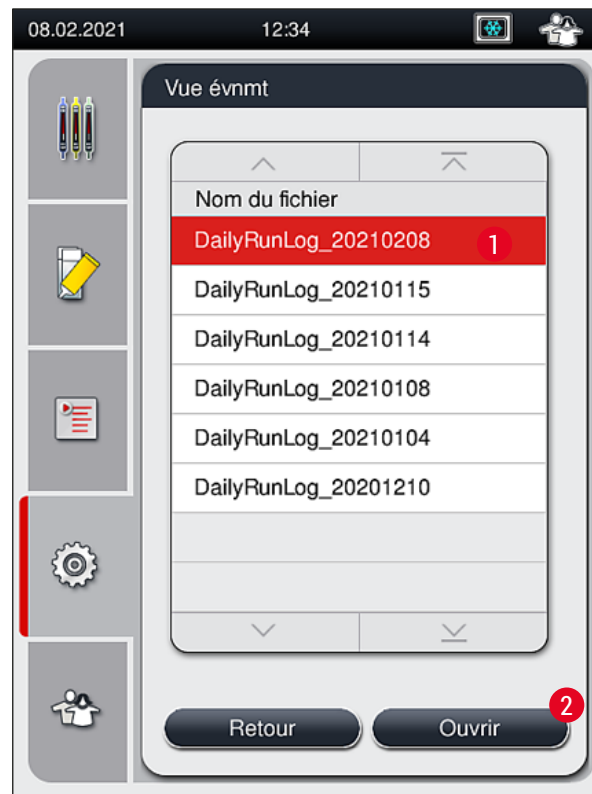 08.02.2021 12:34
Vue évnmt
Nom du fichier
DailyRunLog_20210208 1
DailyRunLog_20210115
DailyRunLog_20210114
DailyRunLog_20210108
DailyRunLog_20210104
DailyRunLog_20201210
2
Retour Ouvrir